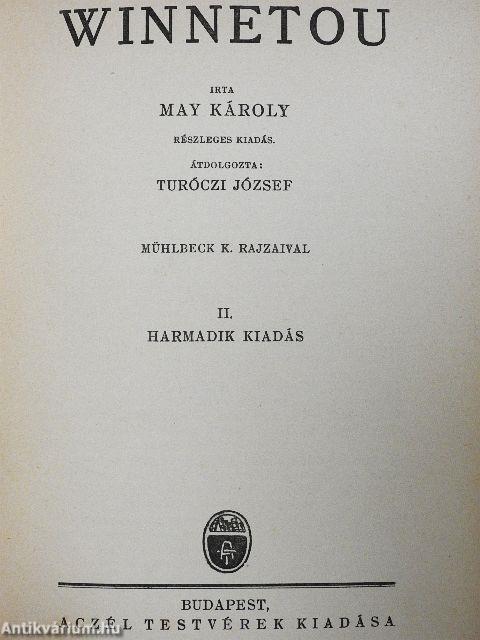 WINNETOU
IRTA
MAY KÁROLY
RÉSZLEGES KIADÁS.
ÁTDOLGOZTA:
TURÓCZI JÓZSEF
MÜHLBECK K. RAJZAIVAL
II.
HARMADIK KIADÁS
BUDAPEST,
ACZÉL TESTVÉREK KIADÁSA
Antikvárium.hu